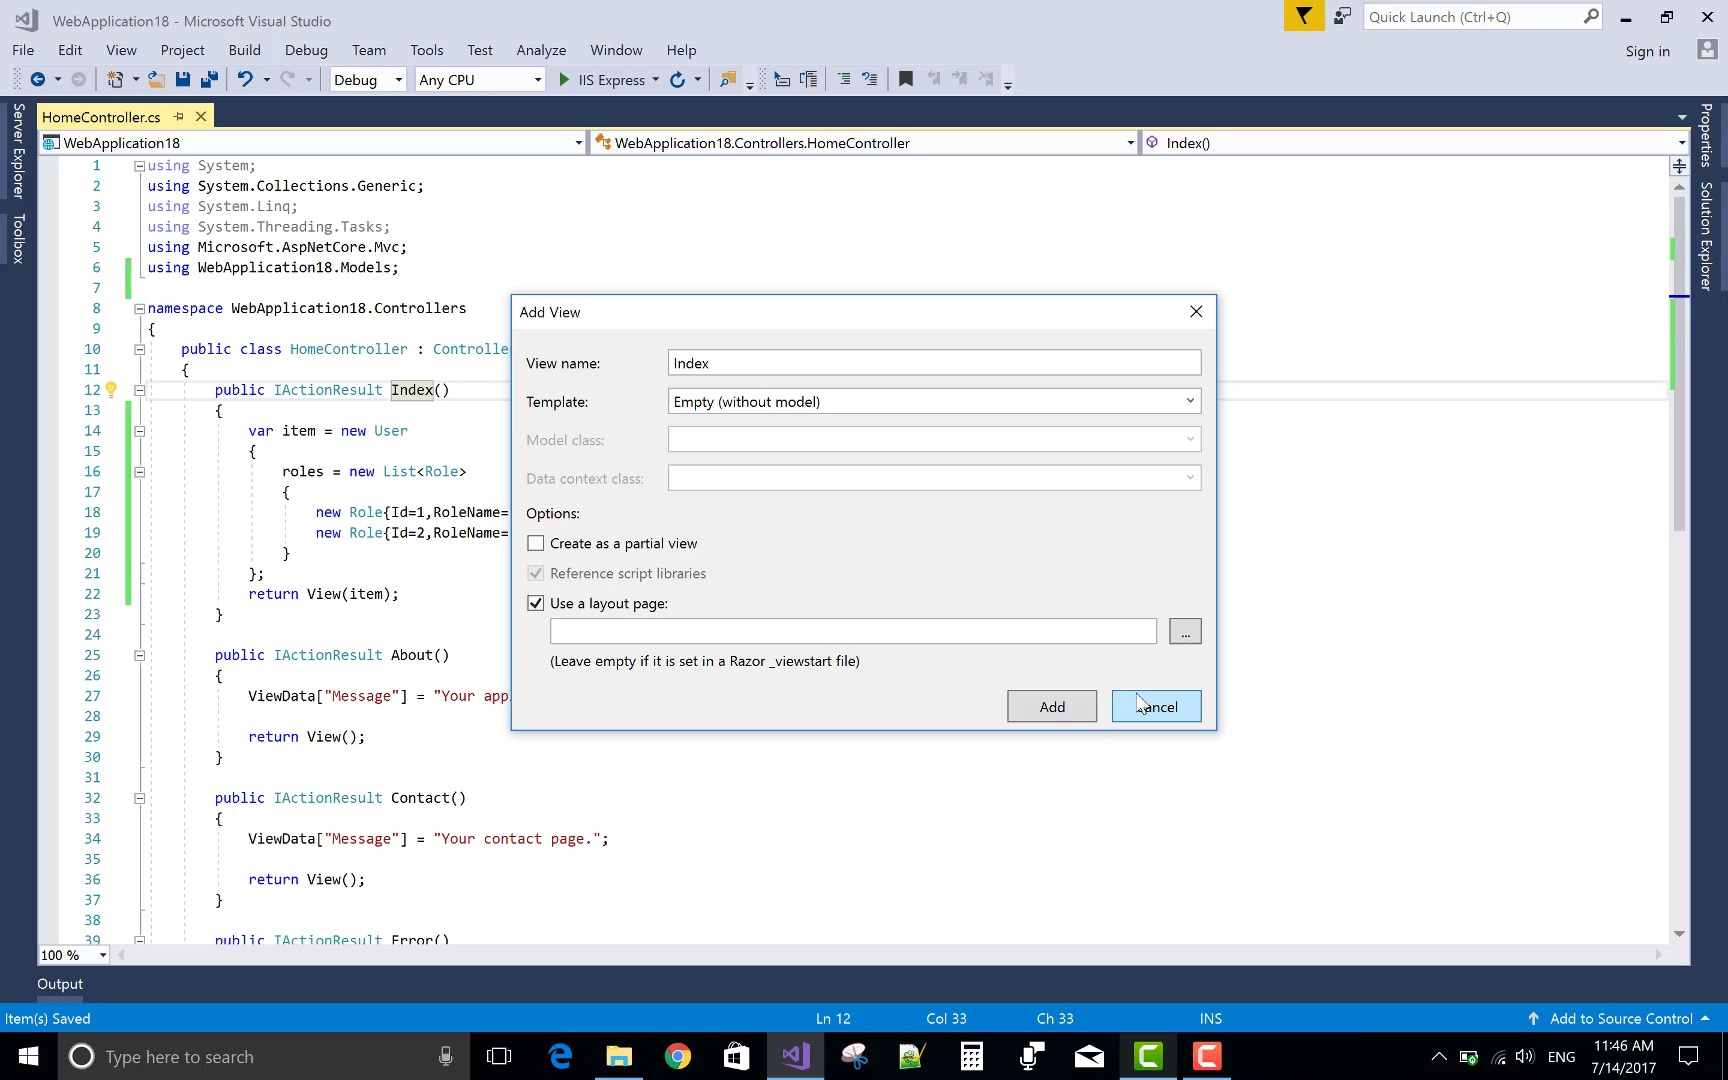 WebApplication18 - Microsoft Visual Studio
Quick Launch (Ctrl+Q)
File Edit View Project Build Debug Team Tools Test Analyze Window Help
Sign in
Debug Any CPU IIS Express
Server Explorer
Toolbox
Properties
Solution Explorer
HomeController.cs
WebApplication18 WebApplication18.Controllers.HomeController Index()
1 using System;
2 using System.Collections.Generic;
3 using System.Linq;
4 using System.Threading.Tasks;
5 using Microsoft.AspNetCore.Mvc;
6 using WebApplication18.Models;
7
8 namespace WebApplication18.Controllers
9 {
10 public class HomeController : Controlle
11 {
12 public IActionResult Index()
13 {
14 var item = new User
15 {
16 roles = new List<Role>
17 {
18 new Role{Id=1,RoleName=
19 new Role{Id=2,RoleName=
20 }
21 };
22 return View(item);
23 }
24
25 public IActionResult About()
26 {
27 ViewData["Message"] = "Your app
28
29 return View();
30 }
31
32 public IActionResult Contact()
33 {
34 ViewData["Message"] = "Your contact page.";
35
36 return View();
37 }
38
39 public IActionResult Error()
Add View
View name: Index
Template: Empty (without model)
Model class:
Data context class:
Options:
Create as a partial view
Reference script libraries
Use a layout page:
...
(Leave empty if it is set in a Razor _viewstart file)
Add Cancel
100 %
Output
Item(s) Saved Ln 12 Col 33 Ch 33 INS Add to Source Control
Type here to search
ENG
11:46 AM
7/14/2017